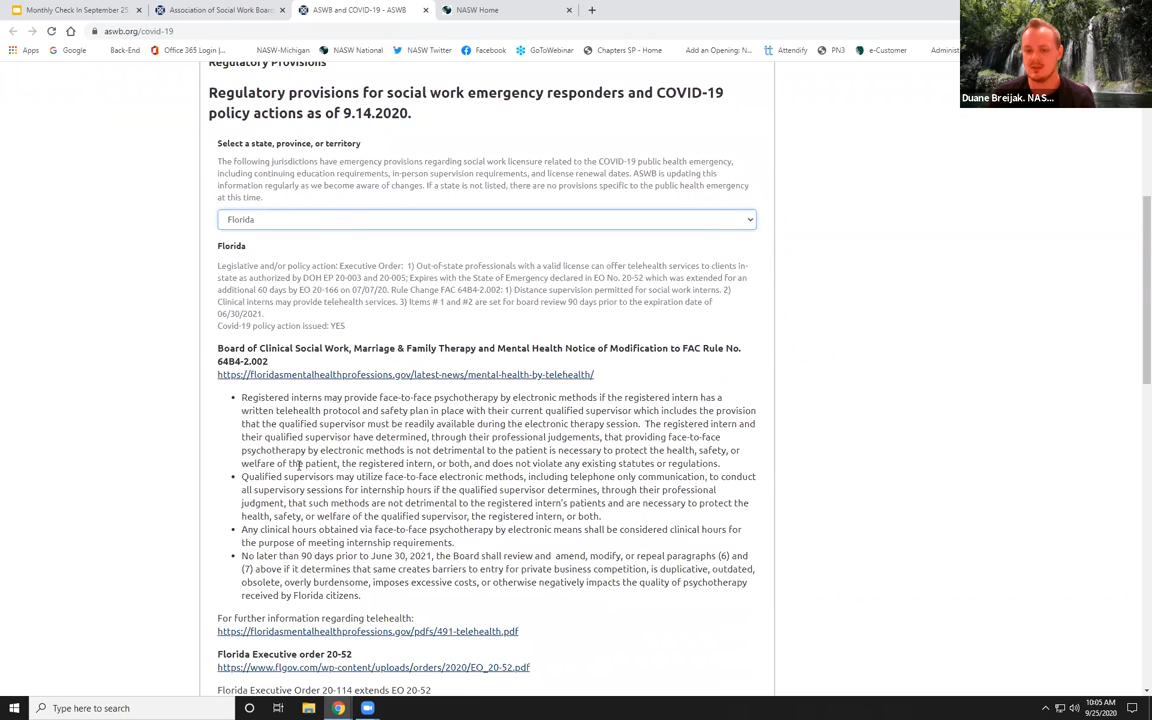 Monthly Check In September 25
Association of Social Work Board
ASWB and COVID-19 - ASWB
NASW Home
aswb.org/covid-19
Apps
Google
Back-End
Office 365 Login |
NASW-Michigan
NASW National
NASW Twitter
Facebook
GoToWebinar
Chapters SP - Home
Add an Opening: N...
Attendify
PN3
e-Customer
Adminis
Duane Breijak. NAS...
Regulatory Provisions
Regulatory provisions for social work emergency responders and COVID-19
policy actions as of 9.14.2020.
Select a state, province, or territory
The following jurisdictions have emergency provisions regarding social work licensure related to the COVID-19 public health emergency,
including continuing education requirements, in-person supervision requirements, and license renewal dates. ASWB is updating this
information regularly as we become aware of changes. If a state is not listed, there are no provisions specific to the public health emergency
at this time.
Florida
Florida
Legislative and/or policy action: Executive Order: 1) Out-of-state professionals with a valid license can offer telehealth services to clients in-
state as authorized by DOH EP 20-003 and 20-005; Expires with the State of Emergency declared in EO No. 20-52 which was extended for an
additional 60 days by EO 20-166 on 07/07/20. Rule Change FAC 64B4-2.002: 1) Distance supervision permitted for social work interns. 2)
Clinical interns may provide telehealth services. 3) Items # 1 and #2 are set for board review 90 days prior to the expiration date of
06/30/2021.
Covid-19 policy action issued: YES
Board of Clinical Social Work, Marriage & Family Therapy and Mental Health Notice of Modification to FAC Rule No.
64B4-2.002
https://floridasmentalhealthprofessions.gov/latest-news/mental-health-by-telehealth/
• Registered interns may provide face-to-face psychotherapy by electronic methods if the registered intern has a
written telehealth protocol and safety plan in place with their current qualified supervisor which includes the provision
that the qualified supervisor must be readily available during the electronic therapy session. The registered intern and
their qualified supervisor have determined, through their professional judgements, that providing face-to-face
psychotherapy by electronic methods is not detrimental to the patient is necessary to protect the health, safety, or
welfare of the patient, the registered intern, or both, and does not violate any existing statutes or regulations.
• Qualified supervisors may utilize face-to-face electronic methods, including telephone only communication, to conduct
all supervisory sessions for internship hours if the qualified supervisor determines, through their professional
judgment, that such methods are not detrimental to the registered intern's patients and are necessary to protect the
health, safety, or welfare of the qualified supervisor, the registered intern, or both.
• Any clinical hours obtained via face-to-face psychotherapy by electronic means shall be considered clinical hours for
the purpose of meeting internship requirements.
• No later than 90 days prior to June 30, 2021, the Board shall review and amend, modify, or repeal paragraphs (6) and
(7) above if it determines that same creates barriers to entry for private business competition, is duplicative, outdated,
obsolete, overly burdensome, imposes excessive costs, or otherwise negatively impacts the quality of psychotherapy
received by Florida citizens.
For further information regarding telehealth:
https://floridasmentalhealthprofessions.gov/pdfs/491-telehealth.pdf
Florida Executive order 20-52
https://www.flgov.com/wp-content/uploads/orders/2020/EO_20-52.pdf
Florida Executive Order 20-114 extends EO 20-52
Type here to search
10:05 AM
9/25/2020